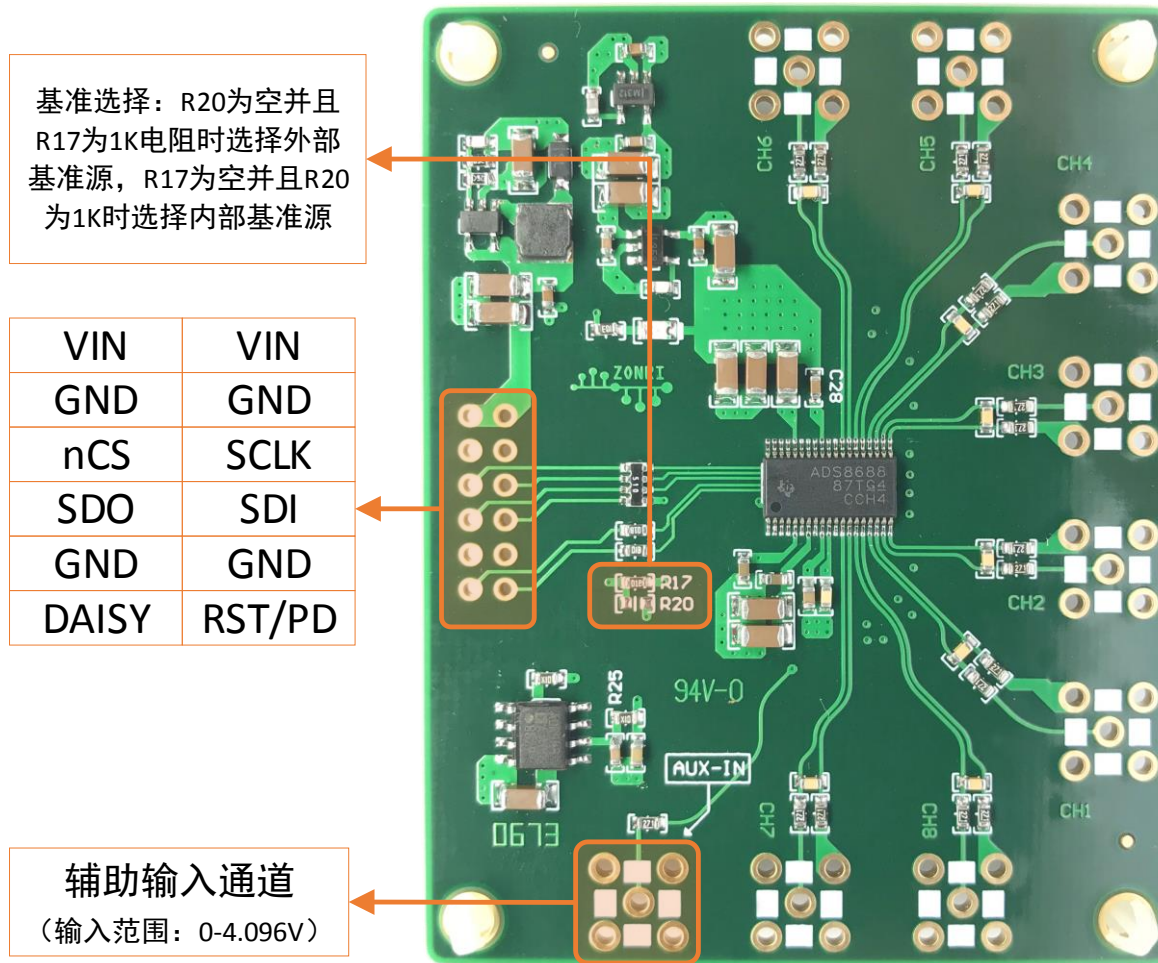 基准选择：R20为空并且
R17为1K电阻时选择外部
基准源，R17为空并且R20
为1K时选择内部基准源
VIN VIN
GND GND
nCS SCLK
SDO SDI
GND GND
DAISY RST/PD
辅助输入通道
（输入范围：0-4.096V）
CH6
CH5
CH4
CH3
ZONRI
C28
ADS8688
87TG4
CCH4
R17
R20
CH2
94V-0
R25
AUX-IN
CH7
CH8
CH1